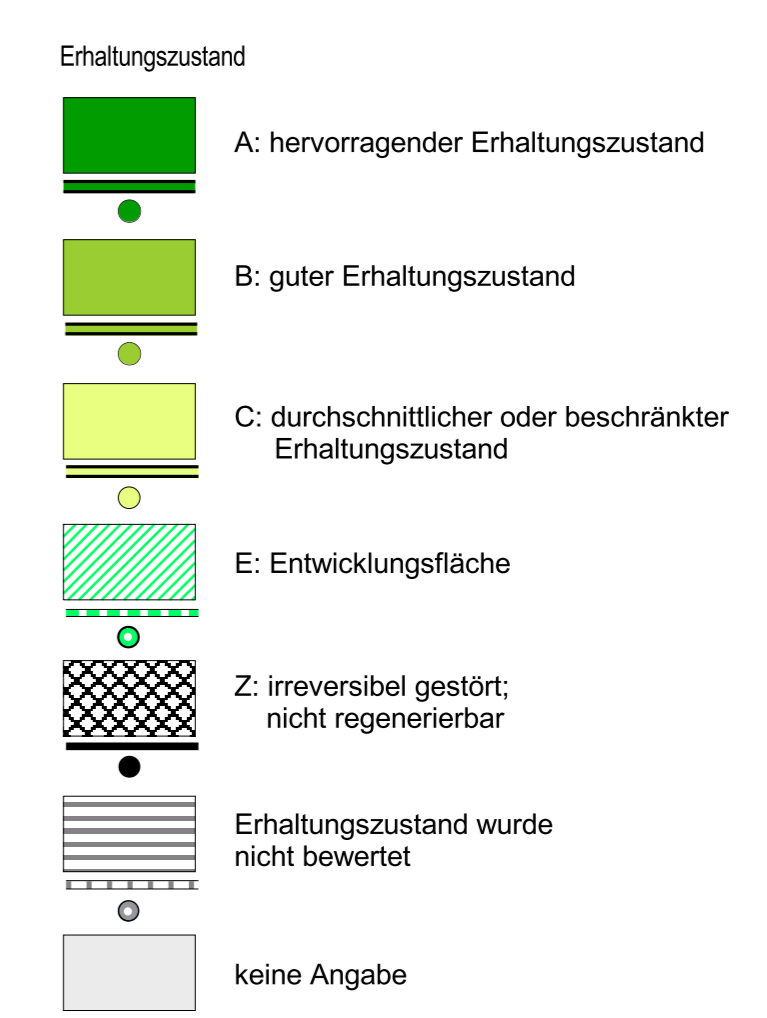 Erhaltungszustand
A: hervorragender Erhaltungszustand
B: guter Erhaltungszustand
C: durchschnittlicher oder beschränkter
Erhaltungszustand
E: Entwicklungsfläche
Z: irreversibel gestört;
nicht regenerierbar
Erhaltungszustand wurde
nicht bewertet
keine Angabe